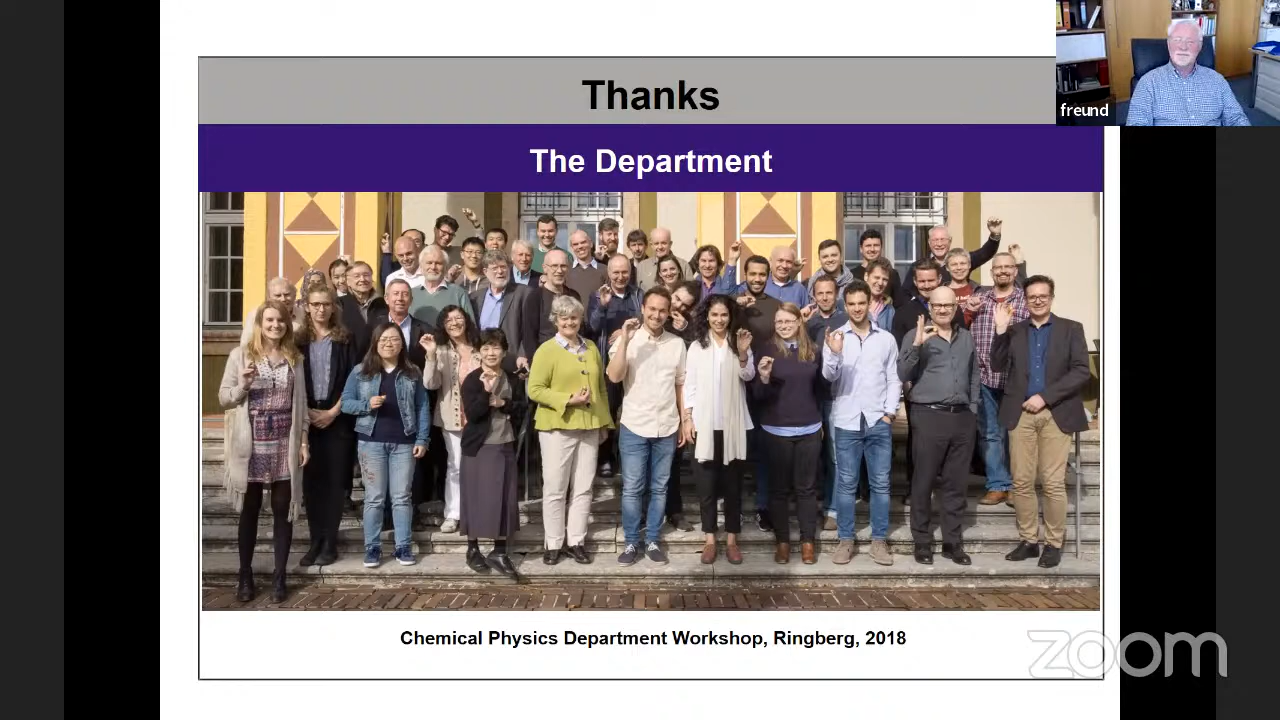 Thanks
freund
The Department
Chemical Physics Department Workshop, Ringberg, 2018
zoom